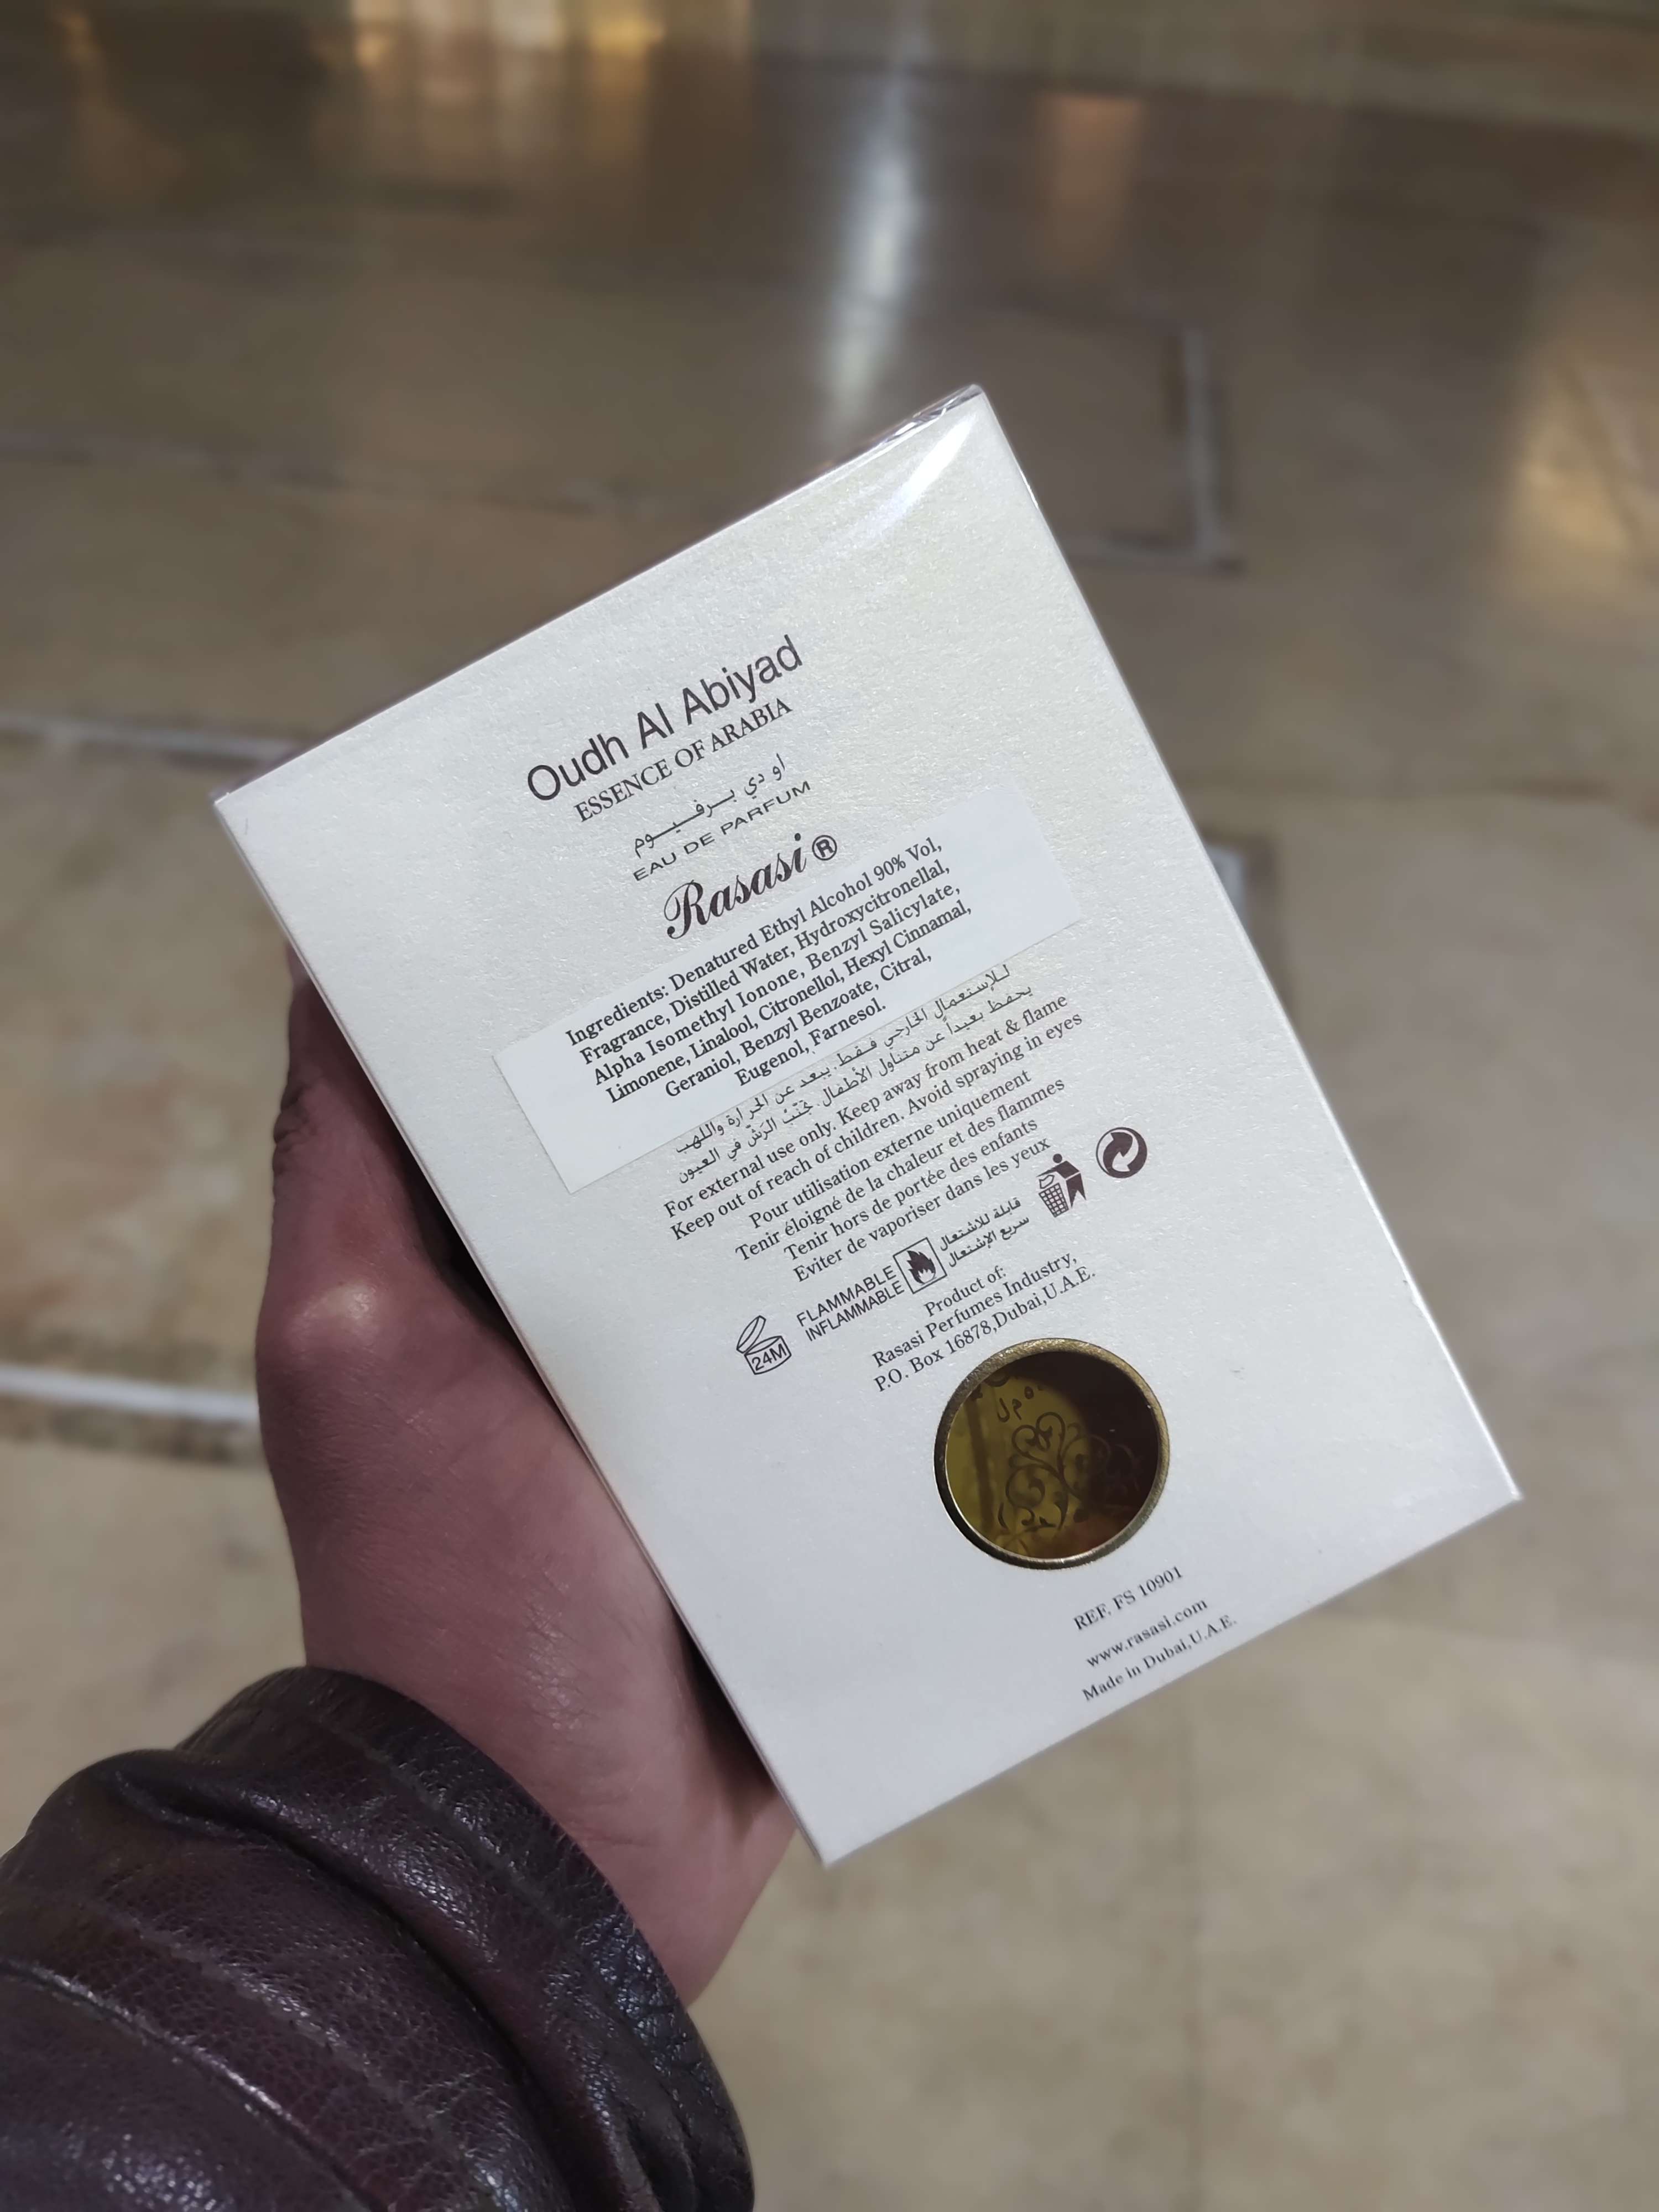 Oudh Al Abiyad
ESSENCE OF ARABIA
او دي بـرفـيـوم
EAU DE PARFUM
Rasasi®
Ingredients: Denatured Ethyl Alcohol 90% Vol,
Fragrance, Distilled Water, Hydroxycitronellal,
Alpha Isomethyl Ionone, Benzyl Salicylate,
Limonene, Linalool, Citronellol, Hexyl Cinnamal,
Geraniol, Benzyl Benzoate, Citral,
Eugenol, Farnesol.
للإستعمال الخارجي فـقـط. يبعد عن الحرارة واللهب
يحفظ بعيداً عن متناول الأطفال. تجنّب الرّش في العيون
For external use only. Keep away from heat & flame
Keep out of reach of children. Avoid spraying in eyes
Pour utilisation externe uniquement
Tenir éloigné de la chaleur et des flammes
Tenir hors de portée des enfants
Eviter de vaporiser dans les yeux
24M
FLAMMABLE
INFLAMMABLE
قابلة للاشتعال
سريع الإشتعال
Product of:
Rasasi Perfumes Industry,
P.O. Box 16878,Dubai,U.A.E.
مل
REF. FS 10901
www.rasasi.com
Made in Dubai,U.A.E.